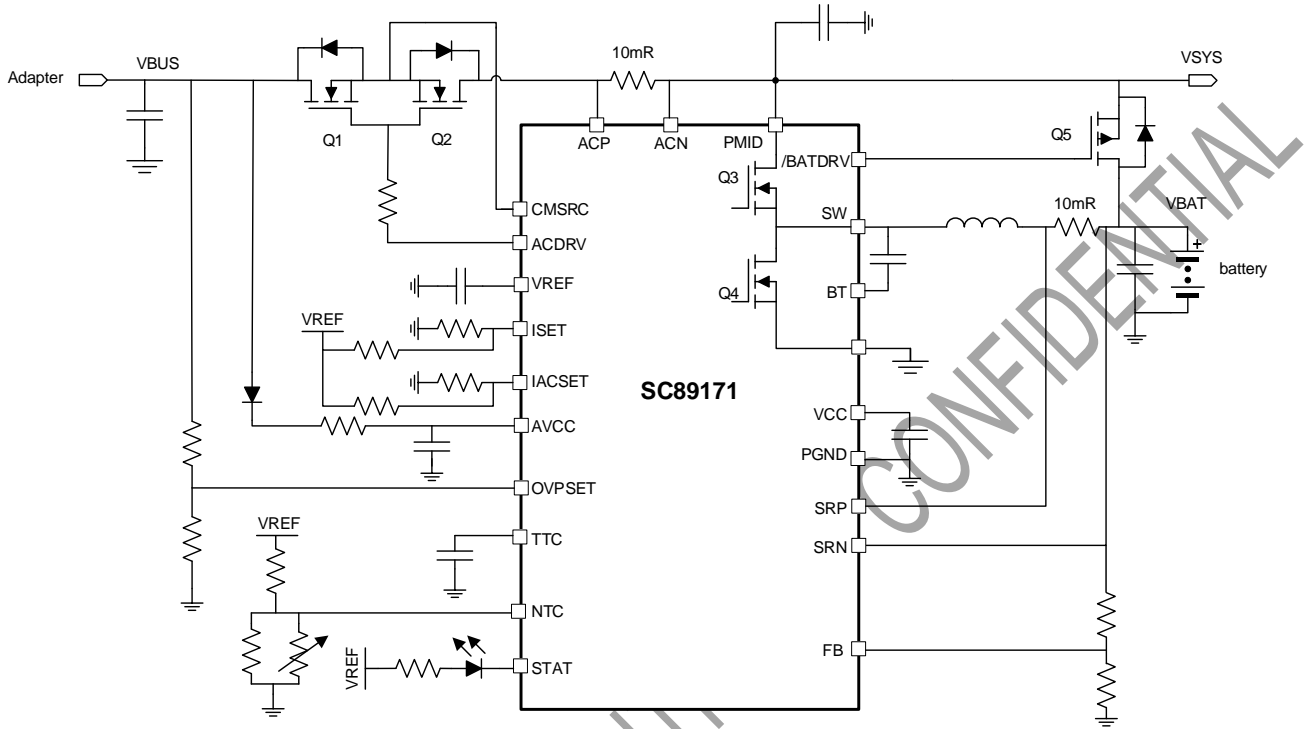 10mR
VBUS
VSYS
Adapter
Q1
Q2
ACP
ACN
PMID
Q5
/BATDRV
Q3
CMSRC
SW
10mR
VBAT
ACDRV
+
battery
VREF
Q4
BT
VREF
ISET
IACSET
SC89171
AVCC
VCC
PGND
OVPSET
SRP
VREF
TTC
SRN
NTC
FB
VREF
STAT
CONFIDENTIAL